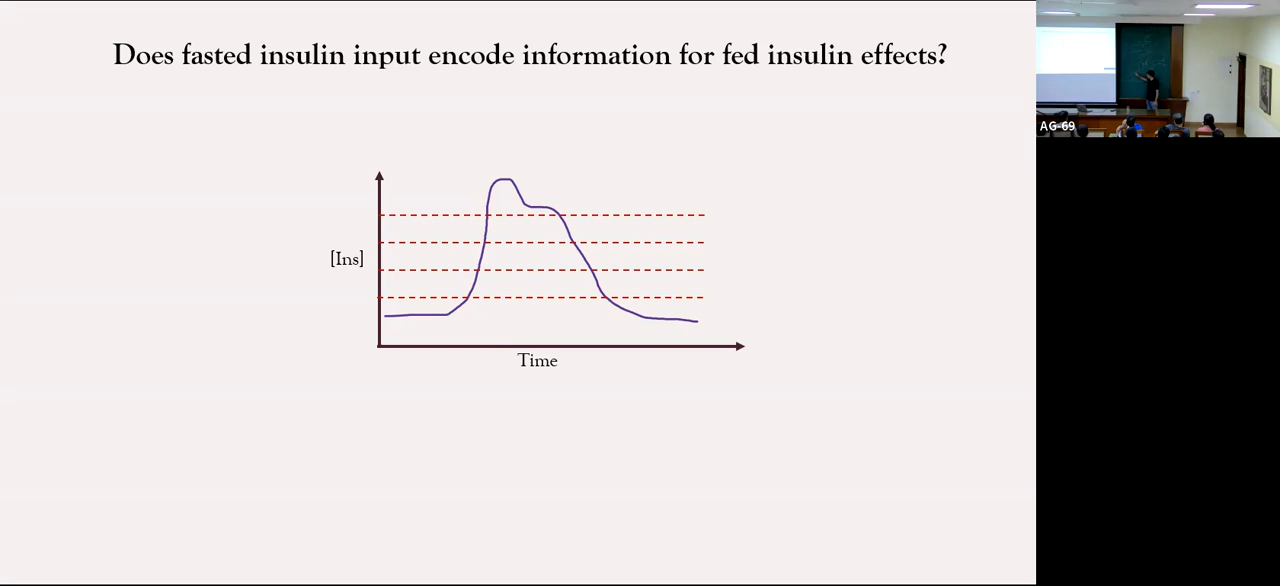 Does fasted insulin input encode information for fed insulin effects?
[Ins]
Time
AG-69